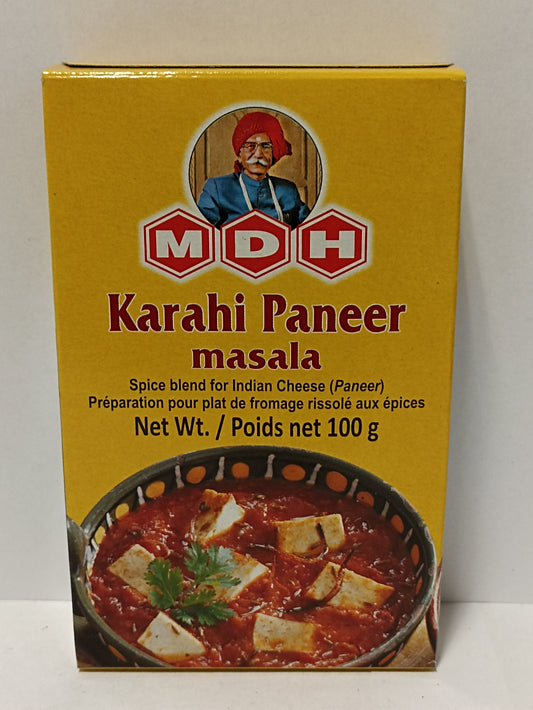 MDH
Karahi Paneer
masala
Spice blend for Indian Cheese (Paneer)
Préparation pour plat de fromage rissolé aux épices
Net Wt. / Poids net 100 g